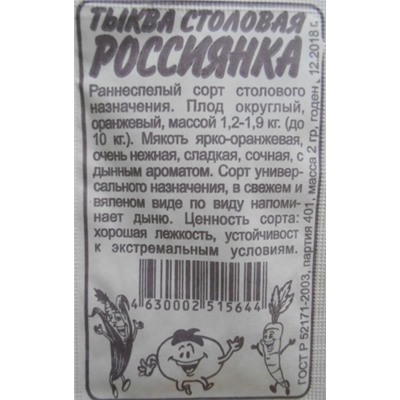 ТЫКВА СТОЛОВАЯ
РОССИЯНКА
Раннеспелый сорт столового
назначения. Плод округлый,
оранжевый, массой 1,2-1,9 кг. (до
10 кг.). Мякоть ярко-оранжевая,
очень нежная, сладкая, сочная, с
дынным ароматом. Сорт универ-
сального назначения, в свежем и
вяленом виде по виду напоми-
нает дыню. Ценность сорта:
хорошая лежкость, устойчивост
к экстремальным условиям.
4 630002 515644
ГОСТ Р 52171-2003, партия 401, масса 2 гр, годен 12.2018 г.